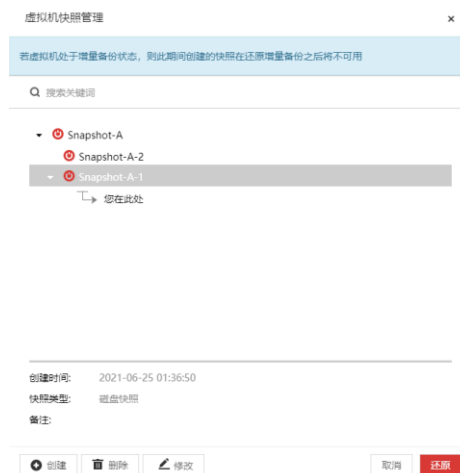 虚拟机快照管理
若虚拟机处于增量备份状态，则此期间创建的快照在还原增量备份之后将不可用
搜索关键词
Snapshot-A
Snapshot-A-2
Snapshot-A-1
您在此处
创建时间: 2021-06-25 01:36:50
快照类型: 磁盘快照
备注:
创建 删除 修改 取消 还原